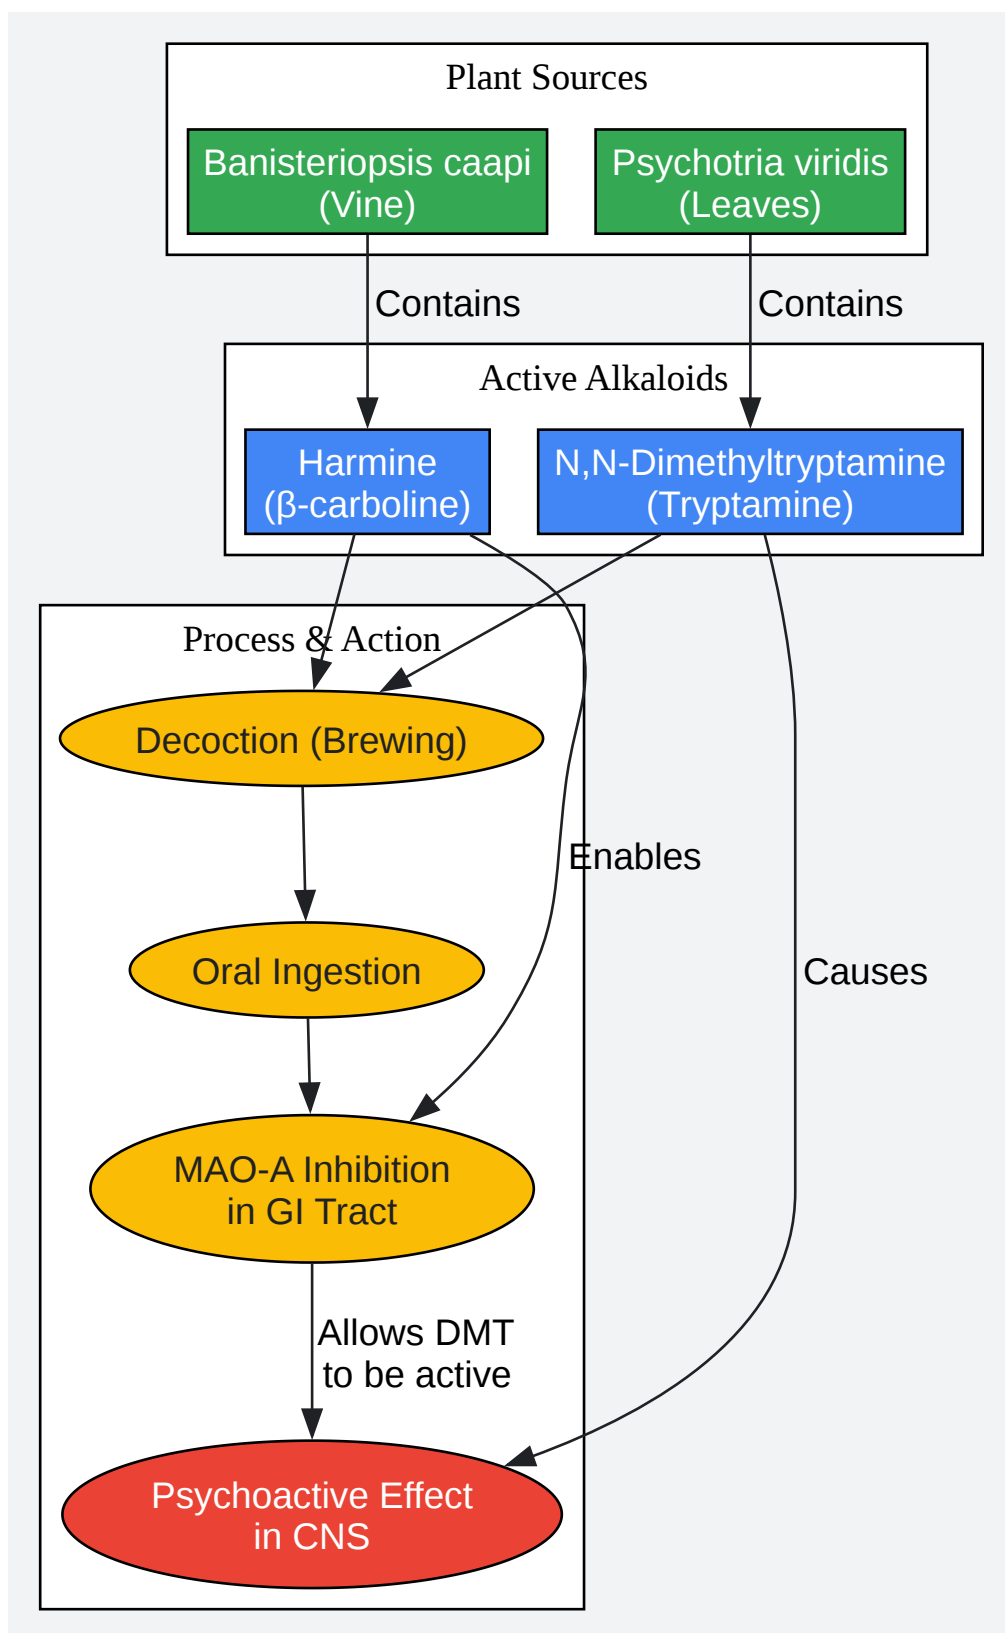 Plant Sources
Banisteriopsis caapi
(Vine)
Psychotria viridis
(Leaves)
Contains
Contains
Active Alkaloids
Harmine
(β-carboline)
N,N-Dimethyltryptamine
(Tryptamine)
Process & Action
Decoction (Brewing)
Enables
Oral Ingestion
Causes
MAO-A Inhibition
in GI Tract
Allows DMT
to be active
Psychoactive Effect
in CNS